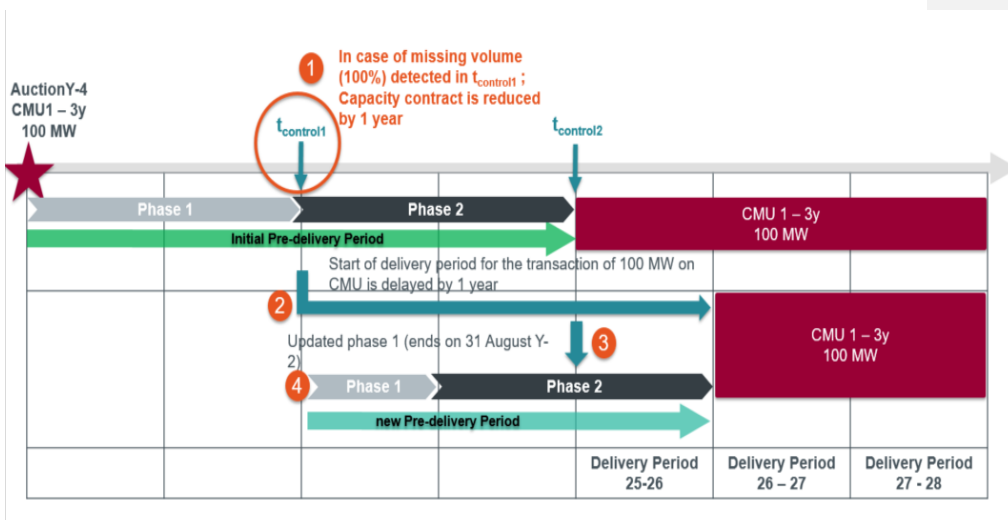 1
In case of missing volume
(100%) detected in tcontrol1 ;
Capacity contract is reduced
by 1 year
AuctionY-4
CMU1 – 3y
100 MW
tcontrol1
tcontrol2
Phase 1
Phase 2
CMU 1 – 3y
100 MW
Initial Pre-delivery Period
Start of delivery period for the transaction of 100 MW on
CMU is delayed by 1 year
2
CMU 1 – 3y
100 MW
Updated phase 1 (ends on 31 August Y-
2)
3
4
Phase 1
Phase 2
new Pre-delivery Period
Delivery Period
25-26
Delivery Period
26 – 27
Delivery Period
27 - 28